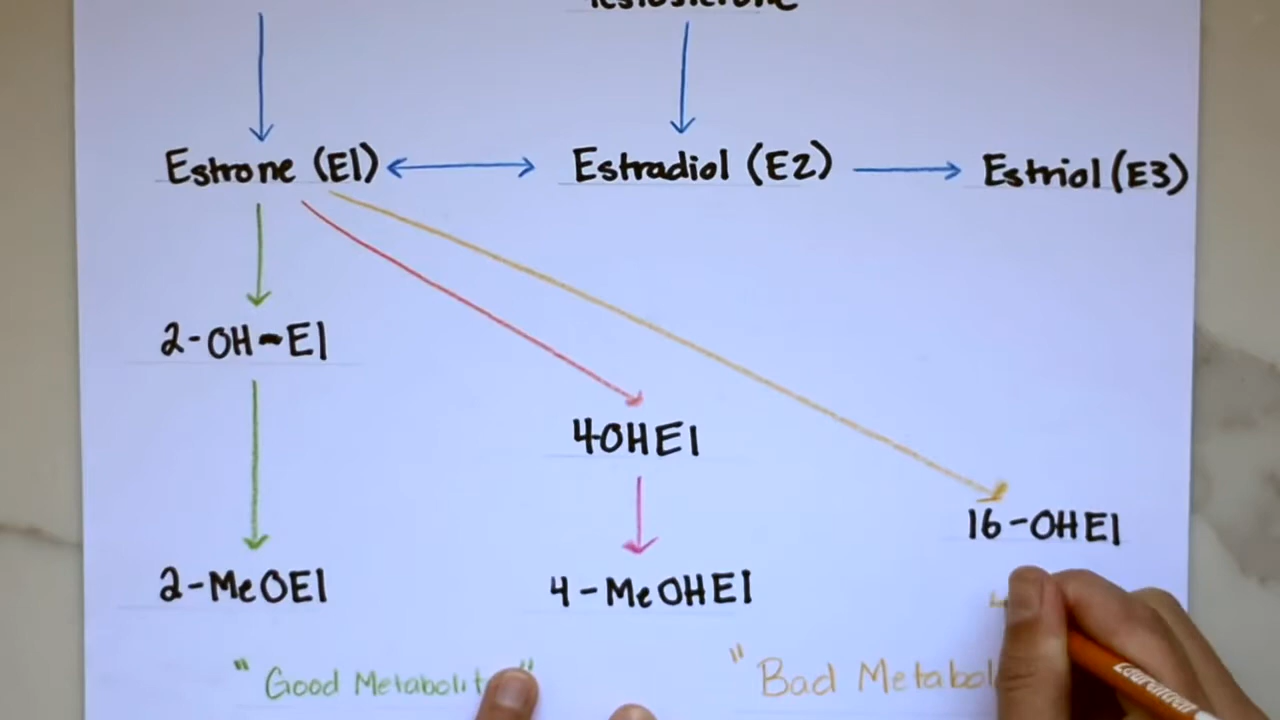 Testosterone
Estrone (E1) Estradiol (E2) Estriol (E3)
2-OH-E1
4OHE1
16-OHE1
2-MeOE1 4-MeOHE1
"Good Metabolit "Bad Metabol